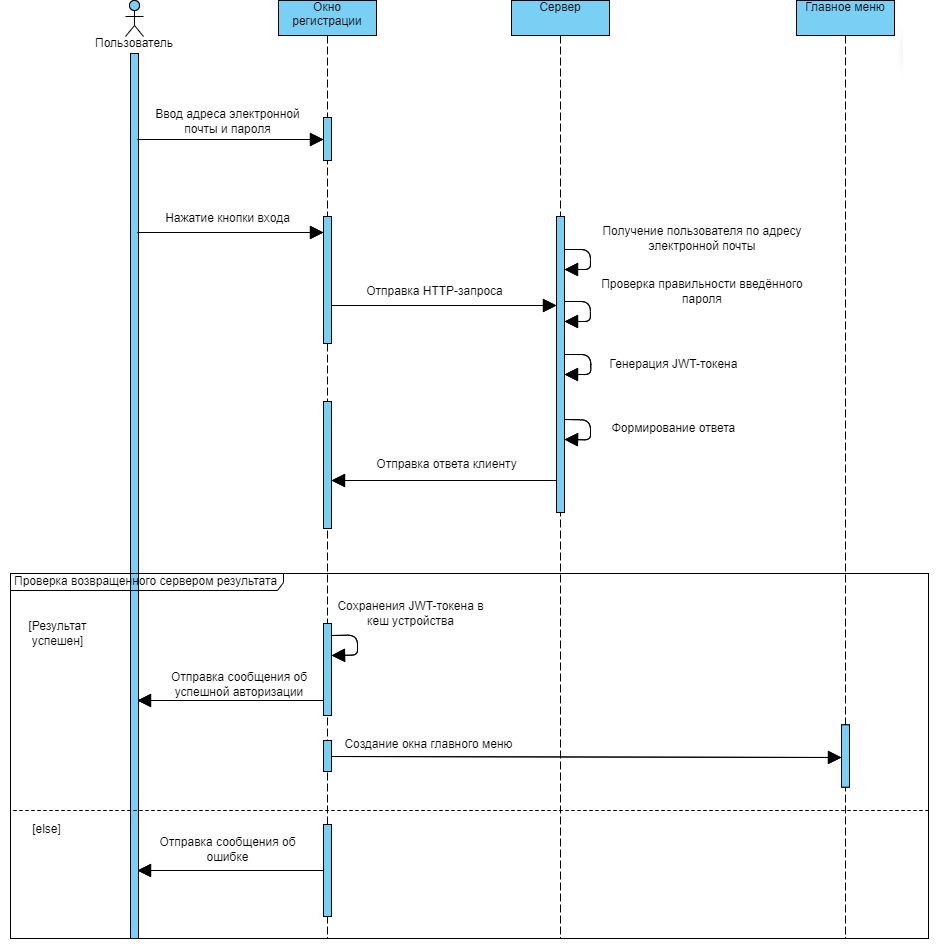 Пользователь
Окно
регистрации
Сервер
Главное меню
Ввод адреса электронной
почты и пароля
Нажатие кнопки входа
Получение пользователя по адресу
электронной почты
Отправка HTTP-запроса
Проверка правильности введённого
пароля
Генерация JWT-токена
Формирование ответа
Отправка ответа клиенту
Проверка возвращенного сервером результата
[Результат
успешен]
Сохранения JWT-токена в
кеш устройства
Отправка сообщения об
успешной авторизации
Создание окна главного меню
[else]
Отправка сообщения об
ошибке